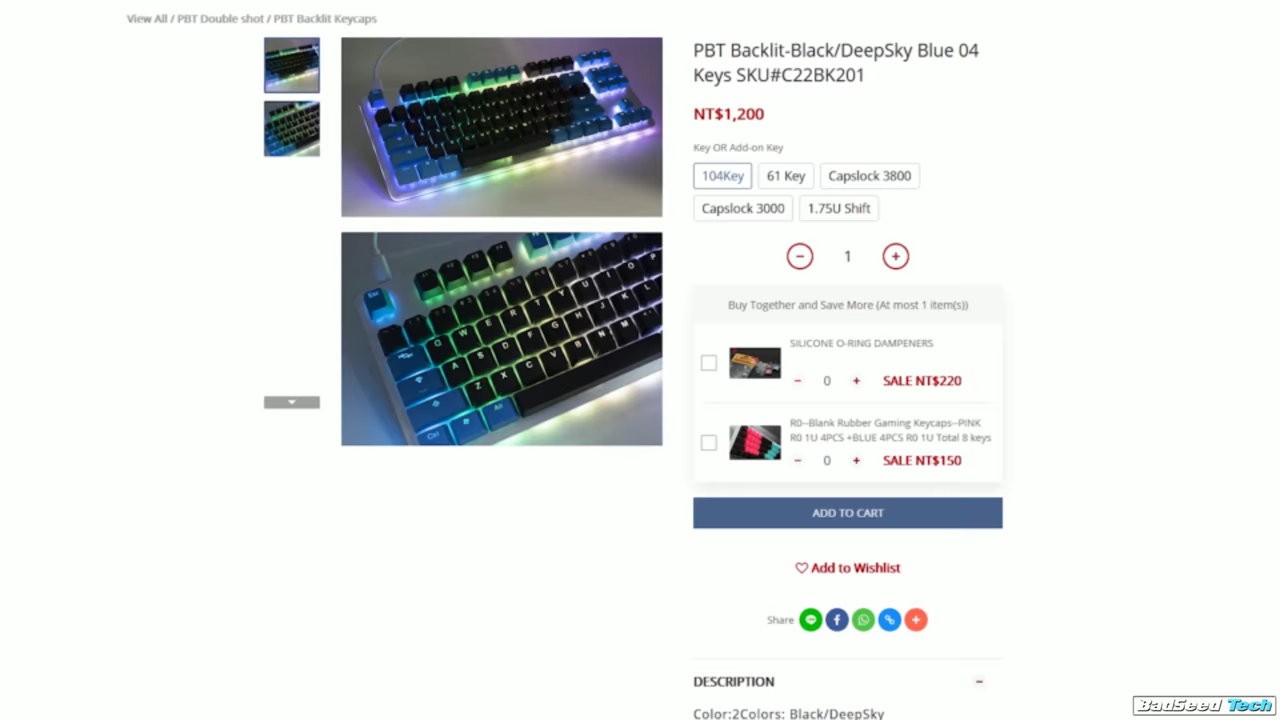 View All / PBT Double shot / PBT Backlit Keycaps
PBT Backlit-Black/DeepSky Blue 04
Keys SKU#C22BK201
NT$1,200
Key OR Add-on Key
104Key
61 Key
Capslock 3800
Capslock 3000
1.75U Shift
− 1 +
Buy Together and Save More (At most 1 item(s))
SILICONE O-RING DAMPENERS
− 0 + SALE NT$220
R0--Blank Rubber Gaming Keycaps--PINK
R0 1U 4PCS +BLUE 4PCS R0 1U Total 8 keys
− 0 + SALE NT$150
ADD TO CART
Add to Wishlist
Share
DESCRIPTION −
Color:2Colors: Black/DeepSky
Esc
Q W E R T Y U I O P
A S D F G H J K L
Z X C V B N M
Ctrl
Alt
BadSeed Tech